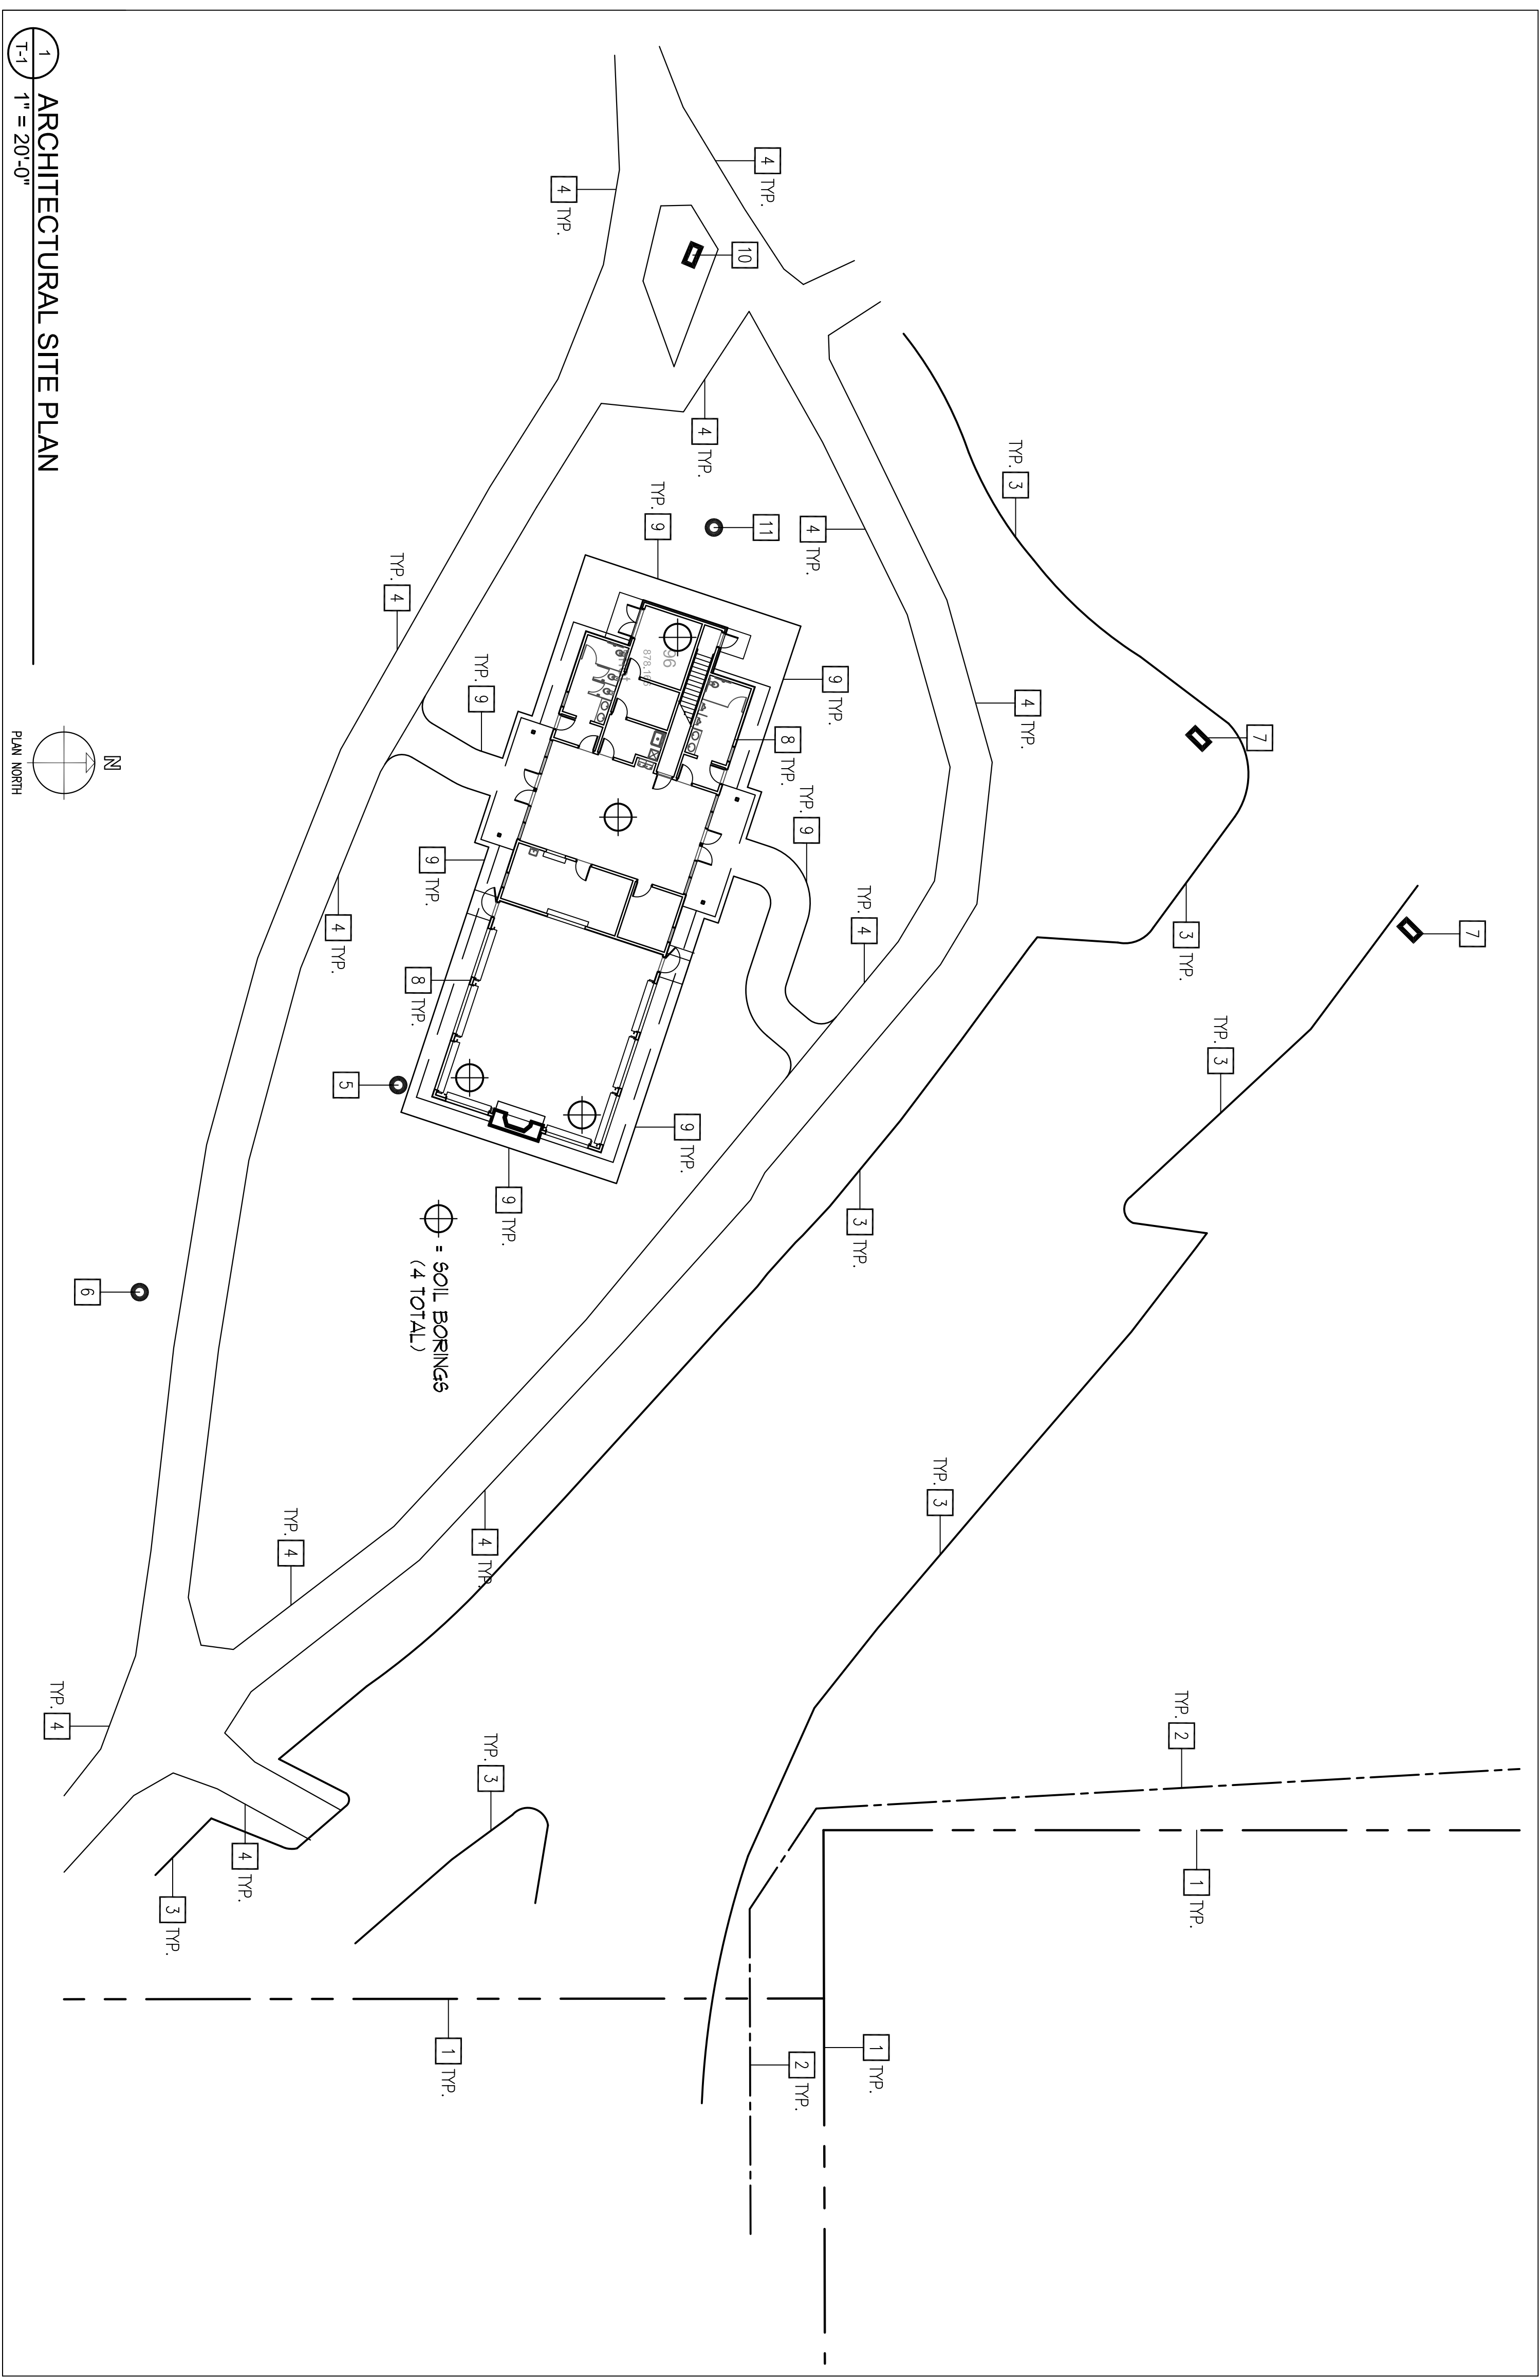 4 TYP.
4 TYP.
10
4 TYP.
TYP. 3
11
4 TYP.
TYP. 9
TYP. 4
TYP. 9
9 TYP.
4 TYP.
7
8 TYP.
96
TYP. 9
9 TYP.
TYP. 4
7
3 TYP.
4 TYP.
8 TYP.
TYP. 3
5
9 TYP.
9 TYP.
3 TYP.
= SOIL BORINGS
(4 TOTAL)
6
TYP. 3
4 TYP.
TYP. 4
TYP. 4
TYP. 3
TYP. 2
4 TYP.
3 TYP.
1 TYP.
1 TYP.
2 TYP.
1 TYP.
1
T-1
ARCHITECTURAL SITE PLAN
1" = 20'-0"
N
PLAN NORTH